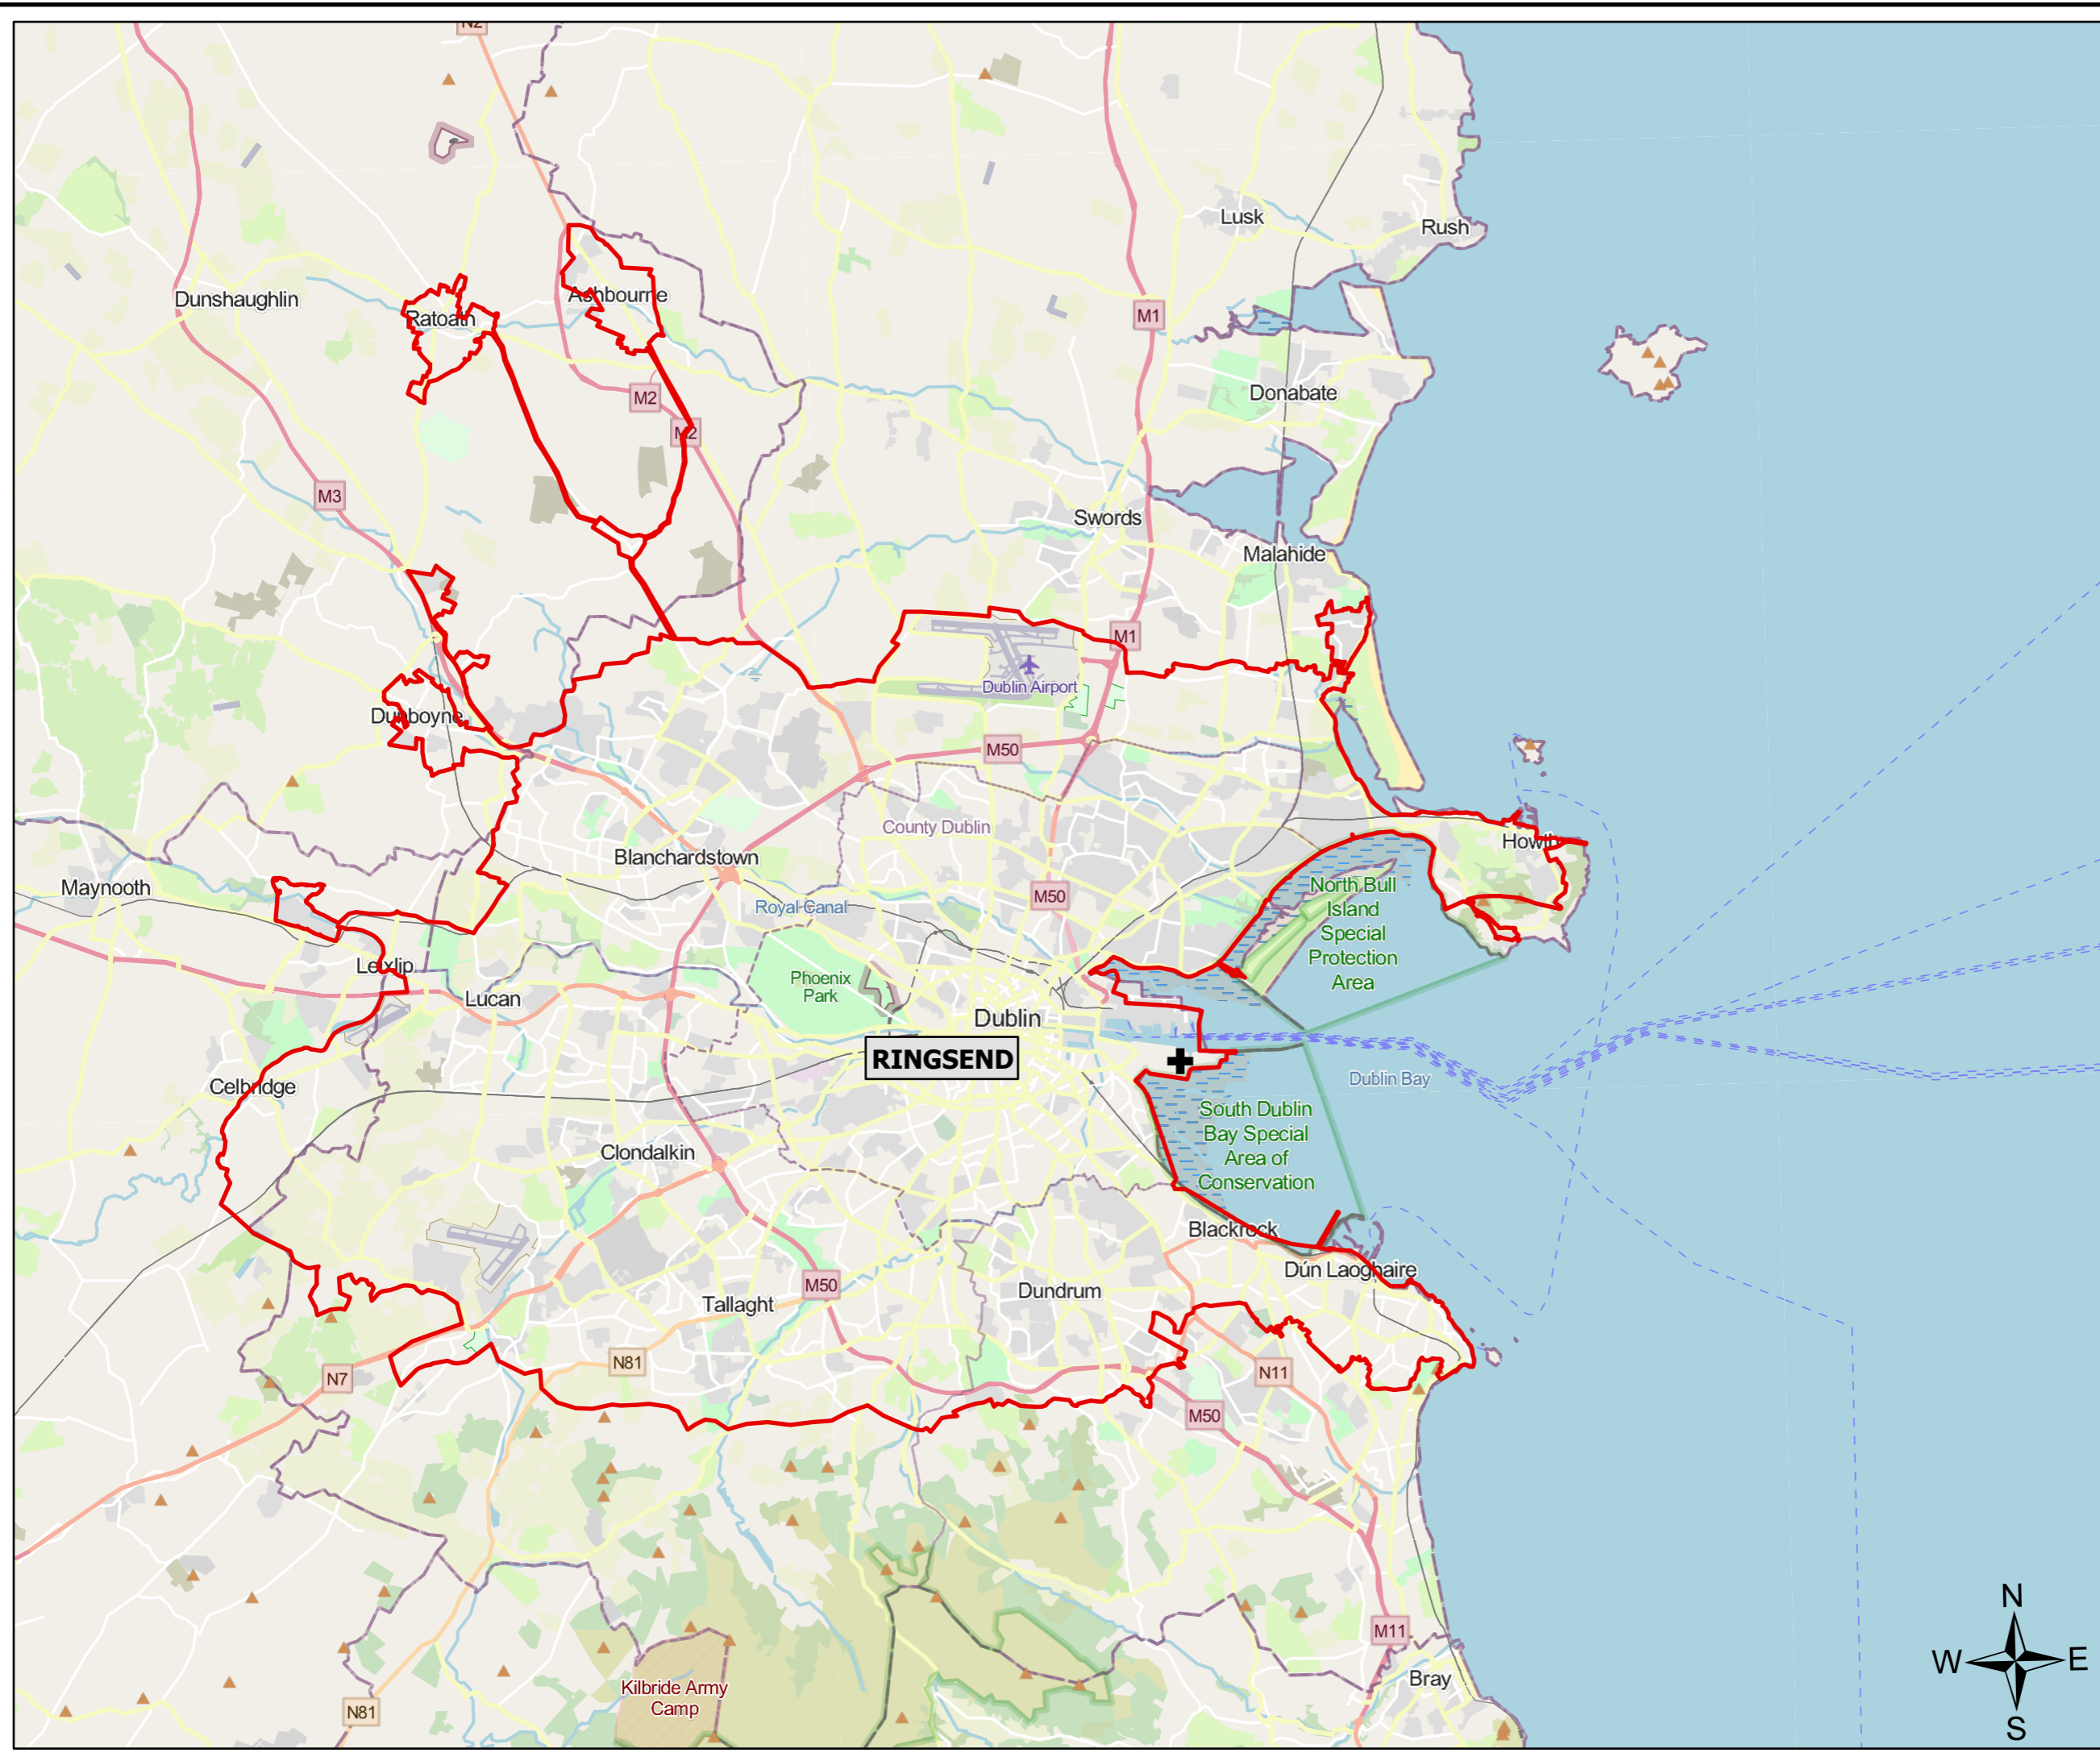 N2
Lusk
Rush
Dunshaughlin
Ashbourne
Ratoath
M1
Donabate
M2
M2
M3
Swords
Malahide
M1
Dublin Airport
Dunboyne
M50
County Dublin
Howth
Blanchardstown
Maynooth
M50
Royal Canal
North Bull
Island
Special
Protection
Area
Leixlip
Lucan
Phoenix
Park
Dublin
RINGSEND
Dublin Bay
Celbridge
South Dublin
Bay Special
Area of
Conservation
Clondalkin
Blackrock
Dún Laoghaire
M50
Dundrum
Tallaght
N81
N7
N11
M50
M11
Bray
Kilbride Army
Camp
N81
N
W
E
S